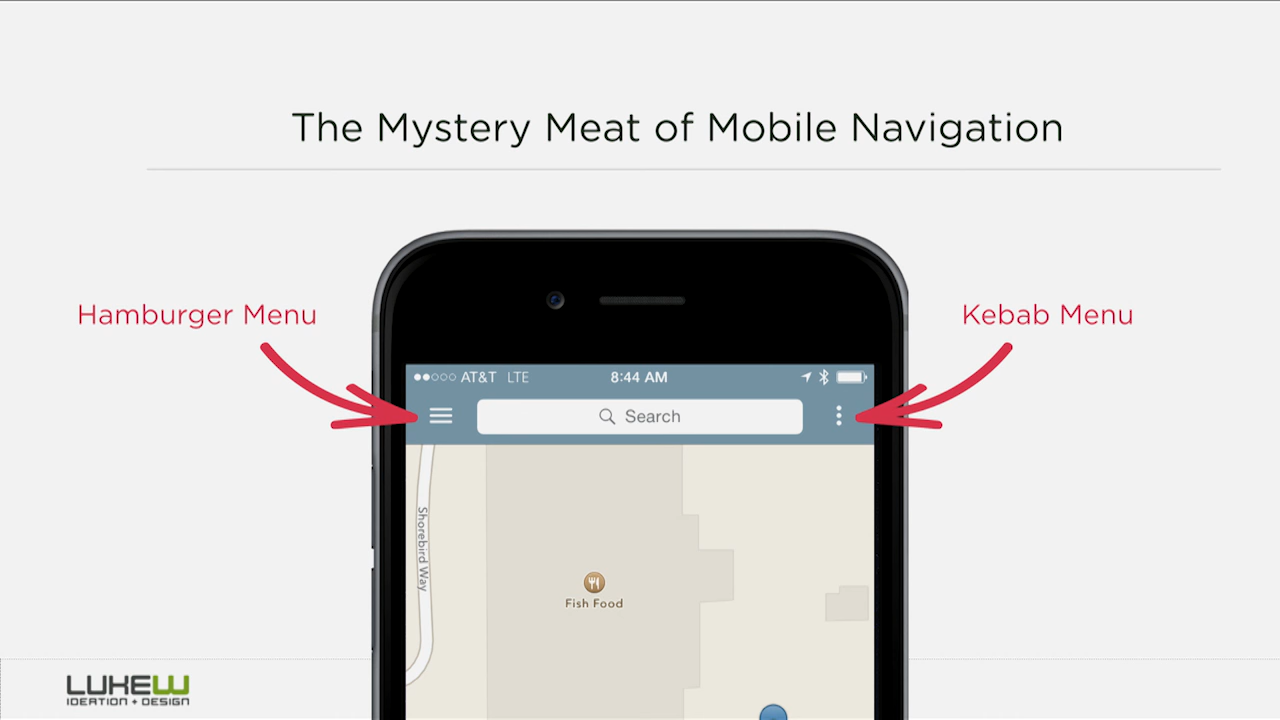 The Mystery Meat of Mobile Navigation
Hamburger Menu
Kebab Menu
AT&T LTE 8:44 AM
Search
Shorebird Way
Fish Food
LUKEW
IDEATION + DESIGN